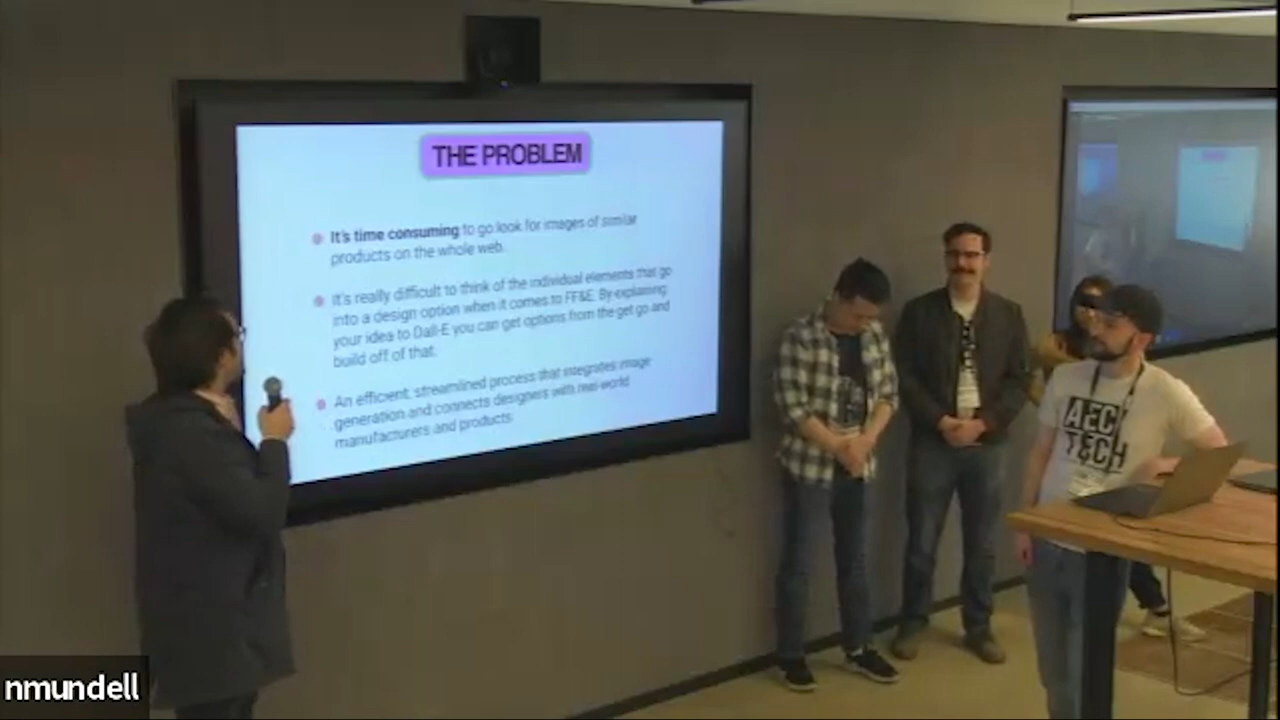 THE PROBLEM
It's time consuming to go look for images of similar
products on the whole web.
It's really difficult to think of the individual elements that go
into a design option when it comes to FF&E. By explaining
your idea to Dall-E you can get options from the get go and
build off of that.
An efficient, streamlined process that integrates image
generation and connects designers with real-world
manufacturers and products.
AEC
TECH
nmundell